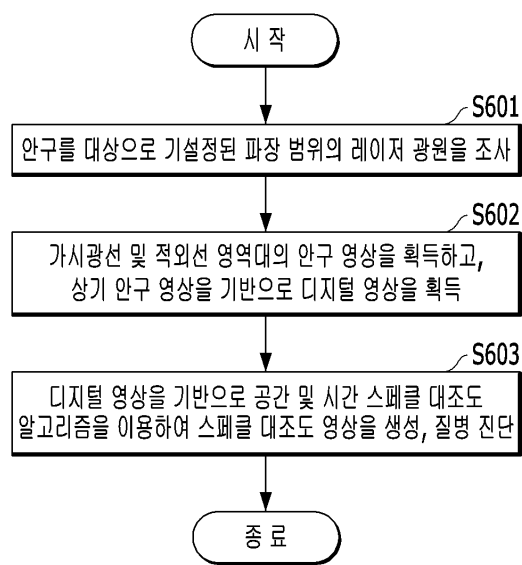 시 작
S601
안구를 대상으로 기설정된 파장 범위의 레이저 광원을 조사
S602
가시광선 및 적외선 영역대의 안구 영상을 획득하고,
상기 안구 영상을 기반으로 디지털 영상을 획득
S603
디지털 영상을 기반으로 공간 및 시간 스페클 대조도
알고리즘을 이용하여 스페클 대조도 영상을 생성, 질병 진단
종 료